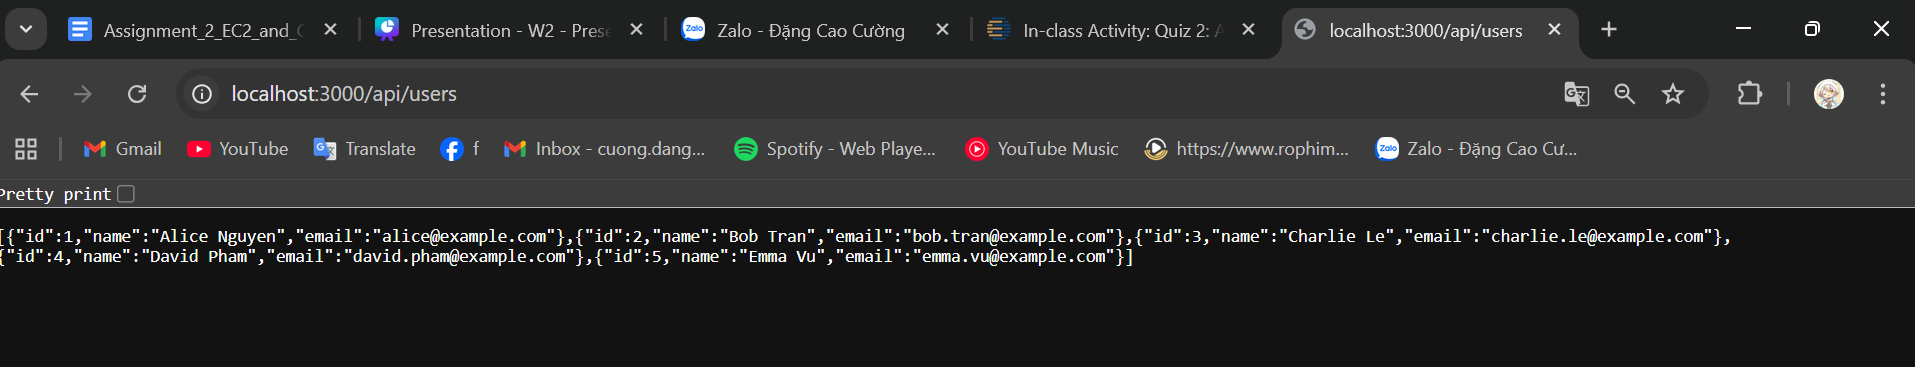 Assignment_2_EC2_and_C
Presentation - W2 - Prese
Zalo - Đặng Cao Cường
In-class Activity: Quiz 2: A
localhost:3000/api/users
localhost:3000/api/users
Gmail
YouTube
Translate
f
Inbox - cuong.dang...
Spotify - Web Playe...
YouTube Music
https://www.rophim...
Zalo - Đặng Cao Cư...
Pretty print
[{"id":1,"name":"Alice Nguyen","email":"alice@example.com"},{"id":2,"name":"Bob Tran","email":"bob.tran@example.com"},{"id":3,"name":"Charlie Le","email":"charlie.le@example.com"},
{"id":4,"name":"David Pham","email":"david.pham@example.com"},{"id":5,"name":"Emma Vu","email":"emma.vu@example.com"}]